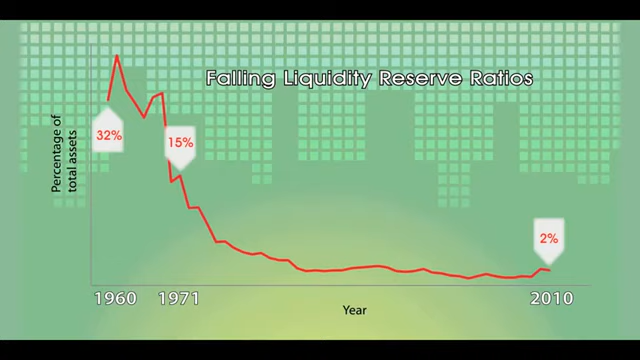 Falling Liquidity Reserve Ratios
Percentage of
total assets
32%
15%
2%
1960
1971
2010
Year